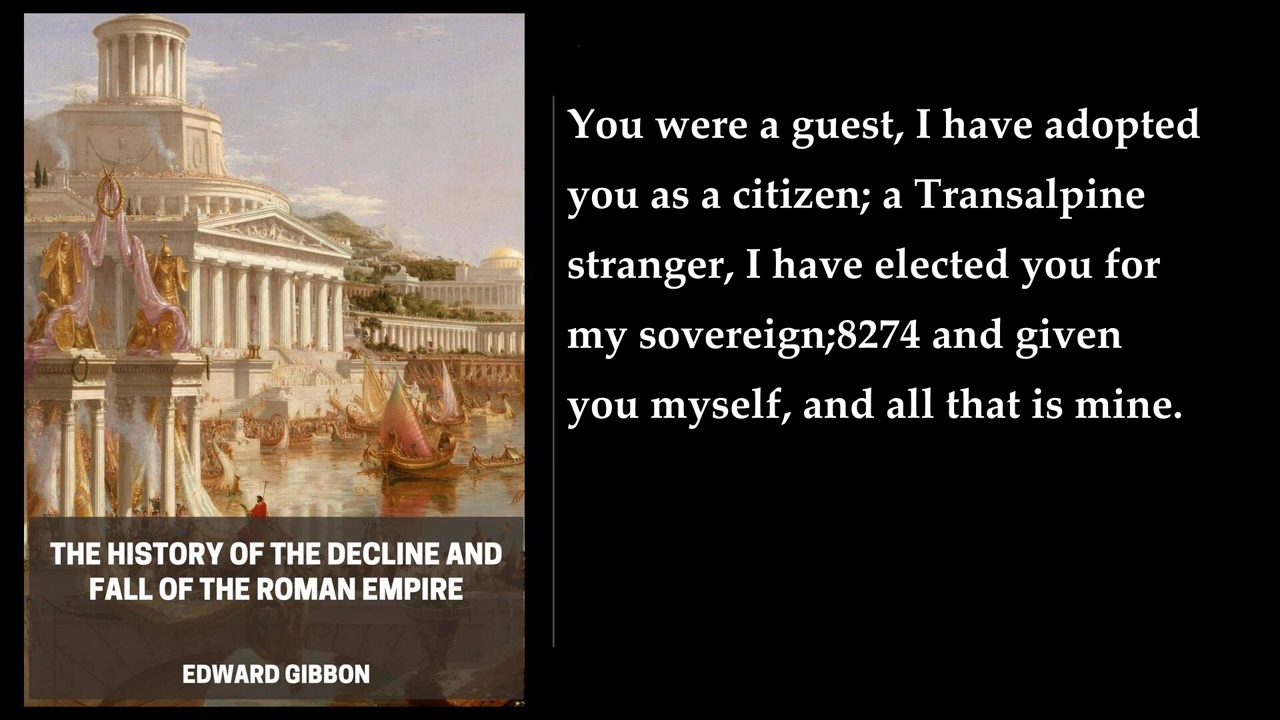 You were a guest, I have adopted
you as a citizen; a Transalpine
stranger, I have elected you for
my sovereign;8274 and given
you myself, and all that is mine.
THE HISTORY OF THE DECLINE AND
FALL OF THE ROMAN EMPIRE
EDWARD GIBBON